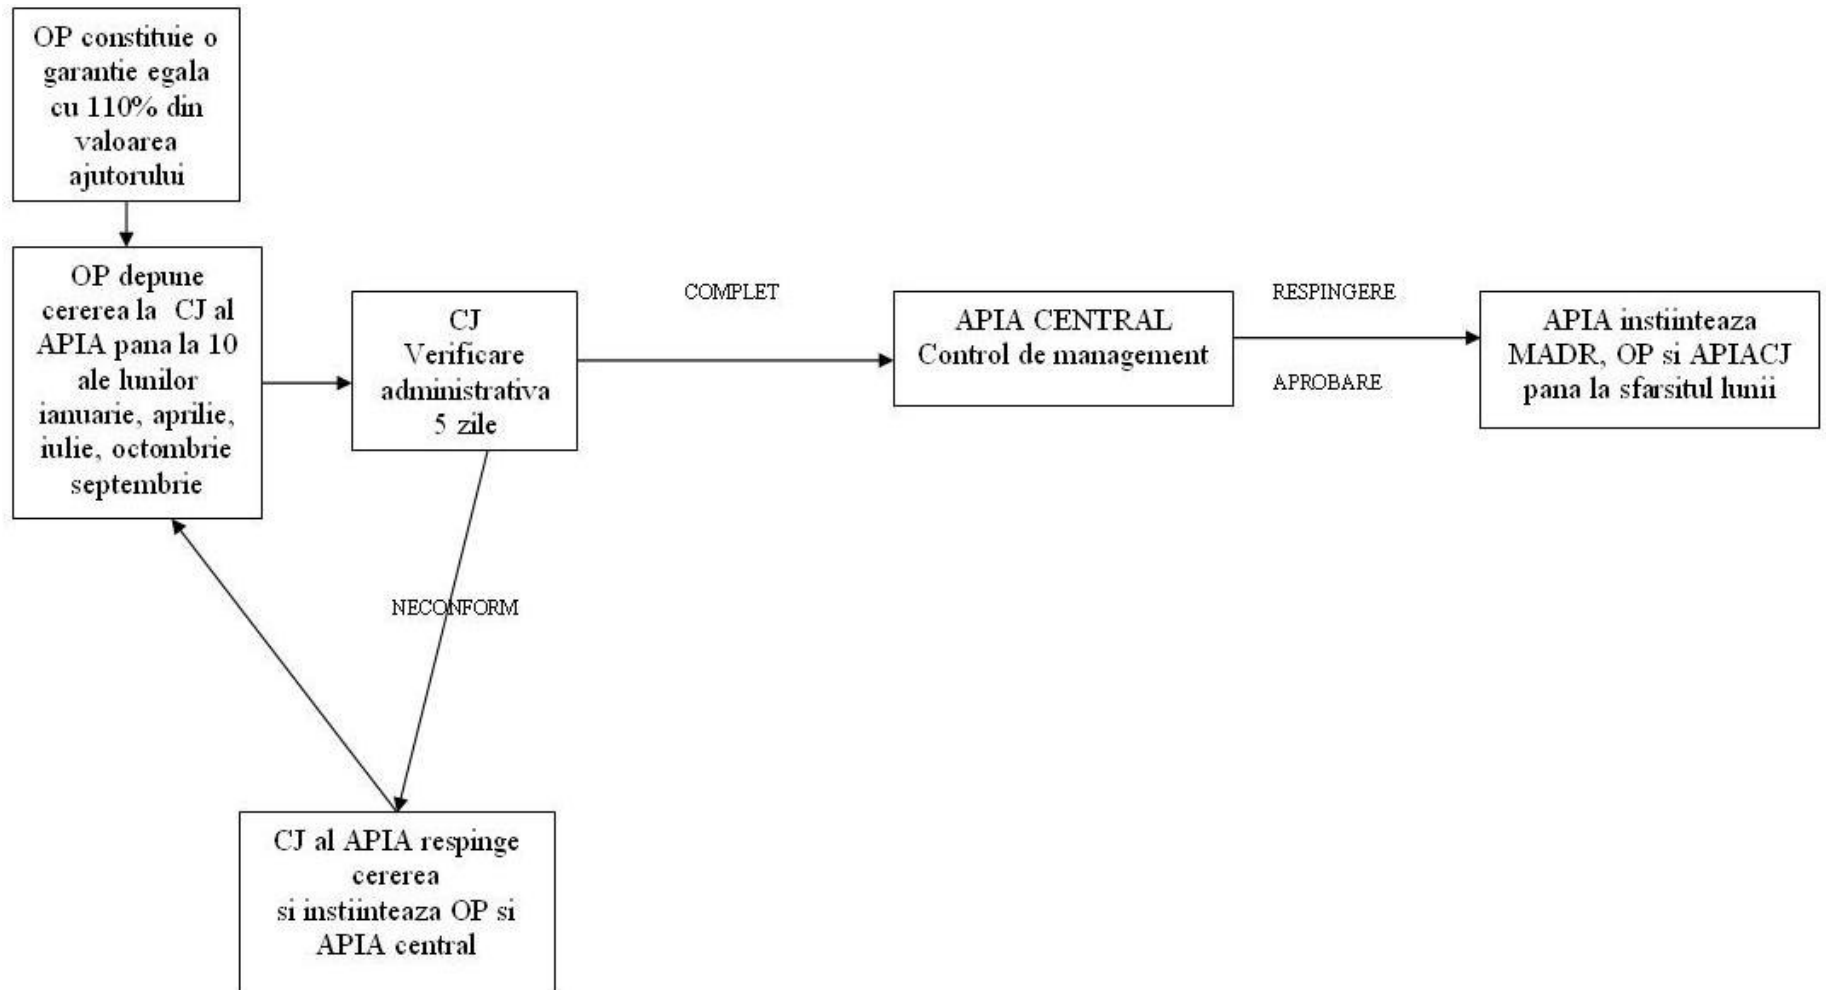 OP constituie o
garantie egala
cu 110% din
valoarea
ajutorului
OP depune
cererea la CJ al
APIA pana la 10
ale lunilor
ianuarie, aprilie,
iulie, octombrie
septembrie
CJ
Verificare
administrativa
5 zile
COMPLET
APIA CENTRAL
Control de management
RESPINGERE
APROBARE
APIA instiinteaza
MADR, OP si APIACJ
pana la sfarsitul lunii
NECONFORM
CJ al APIA respinge
cererea
si instiinteaza OP si
APIA central